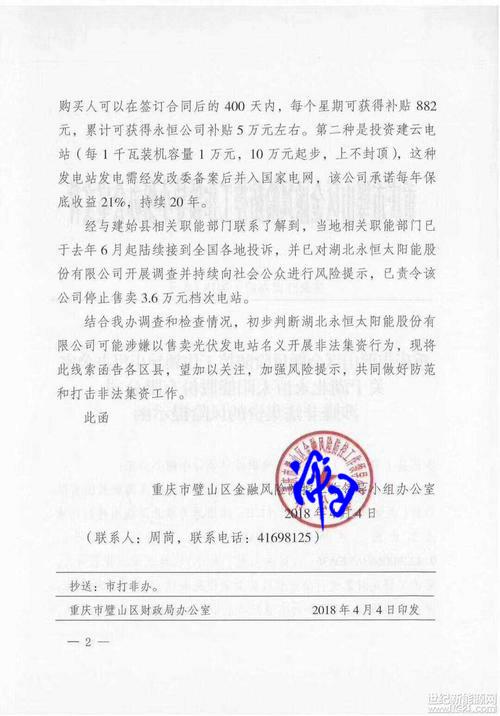 购买人可以在签订合同后的 400 天内，每个星期可获得补贴 882
元，累计可获得永恒公司补贴 5 万元左右。第二种是投资建云电
站（每 1 千瓦装机容量 1 万元，10 万元起步，上不封顶），这种
发电站发电需经发改委备案后并入国家电网，该公司承诺每年保
底收益 21%，持续 20 年。
经与建始县相关职能部门联系了解到，当地相关职能部门已
于去年 6 月起陆续接到全国各地投诉，并已对湖北永恒太阳能股
份有限公司开展调查并持续向社会公众进行风险提示，已责令该
公司停止售卖 3.6 万元档次电站。
结合我办调查和检查情况，初步判断湖北永恒太阳能股份有
限公司可能涉嫌以售卖光伏发电站名义开展非法集资行为，现将
此线索函告各区县，望加以关注，加强风险提示，共同做好防范
和打击非法集资工作。
此函
重庆市璧山区金融风险防控工作领导小组办公室
2018 年 4 月 4 日
（联系人：周茼，联系电话：41698125）
抄送：市打非办。
重庆市璧山区财政局办公室 2018 年 4 月 4 日印发
— 2 —
世纪新能源网
www.ne21.com